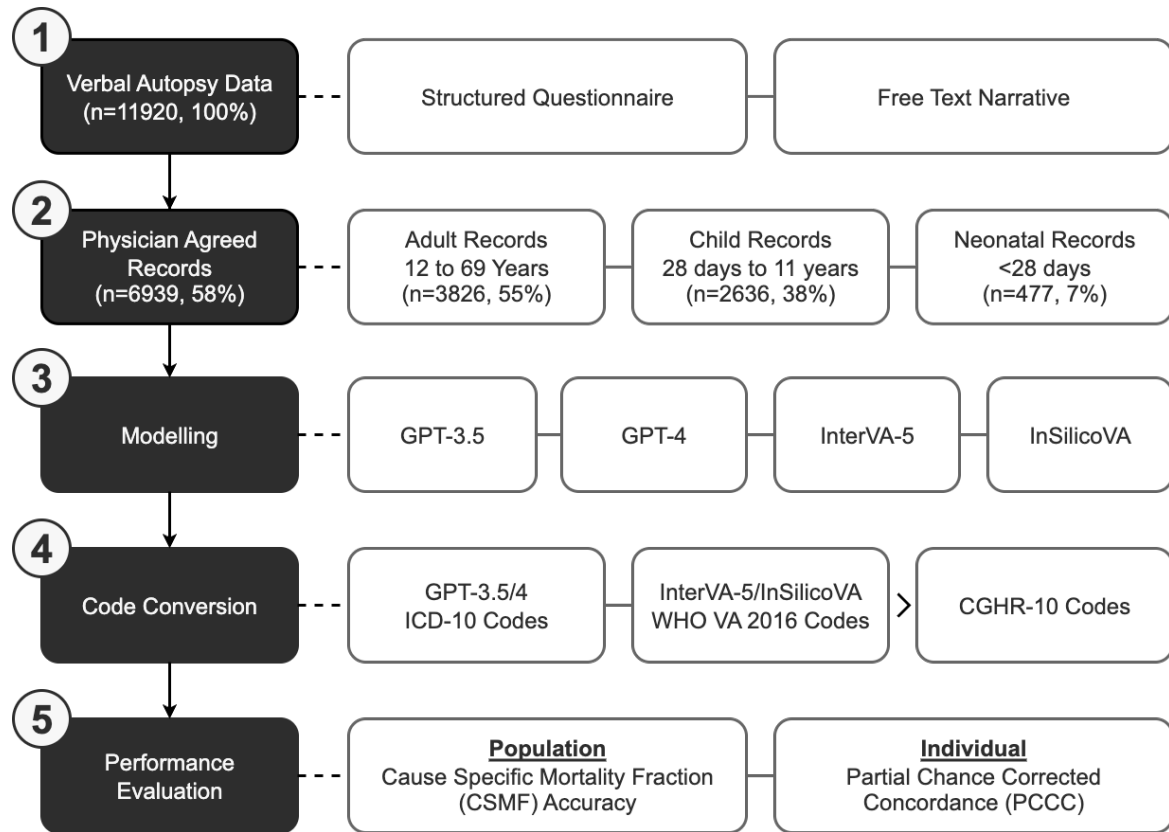 1
Verbal Autopsy Data
(n=11920, 100%)
Structured Questionnaire
Free Text Narrative
2
Physician Agreed
Records
(n=6939, 58%)
Adult Records
12 to 69 Years
(n=3826, 55%)
Child Records
28 days to 11 years
(n=2636, 38%)
Neonatal Records
<28 days
(n=477, 7%)
3
Modelling
GPT-3.5
GPT-4
InterVA-5
InSilicoVA
4
Code Conversion
GPT-3.5/4
ICD-10 Codes
InterVA-5/InSilicoVA
WHO VA 2016 Codes
>
CGHR-10 Codes
5
Performance
Evaluation
Population
Cause Specific Mortality Fraction
(CSMF) Accuracy
Individual
Partial Chance Corrected
Concordance (PCCC)